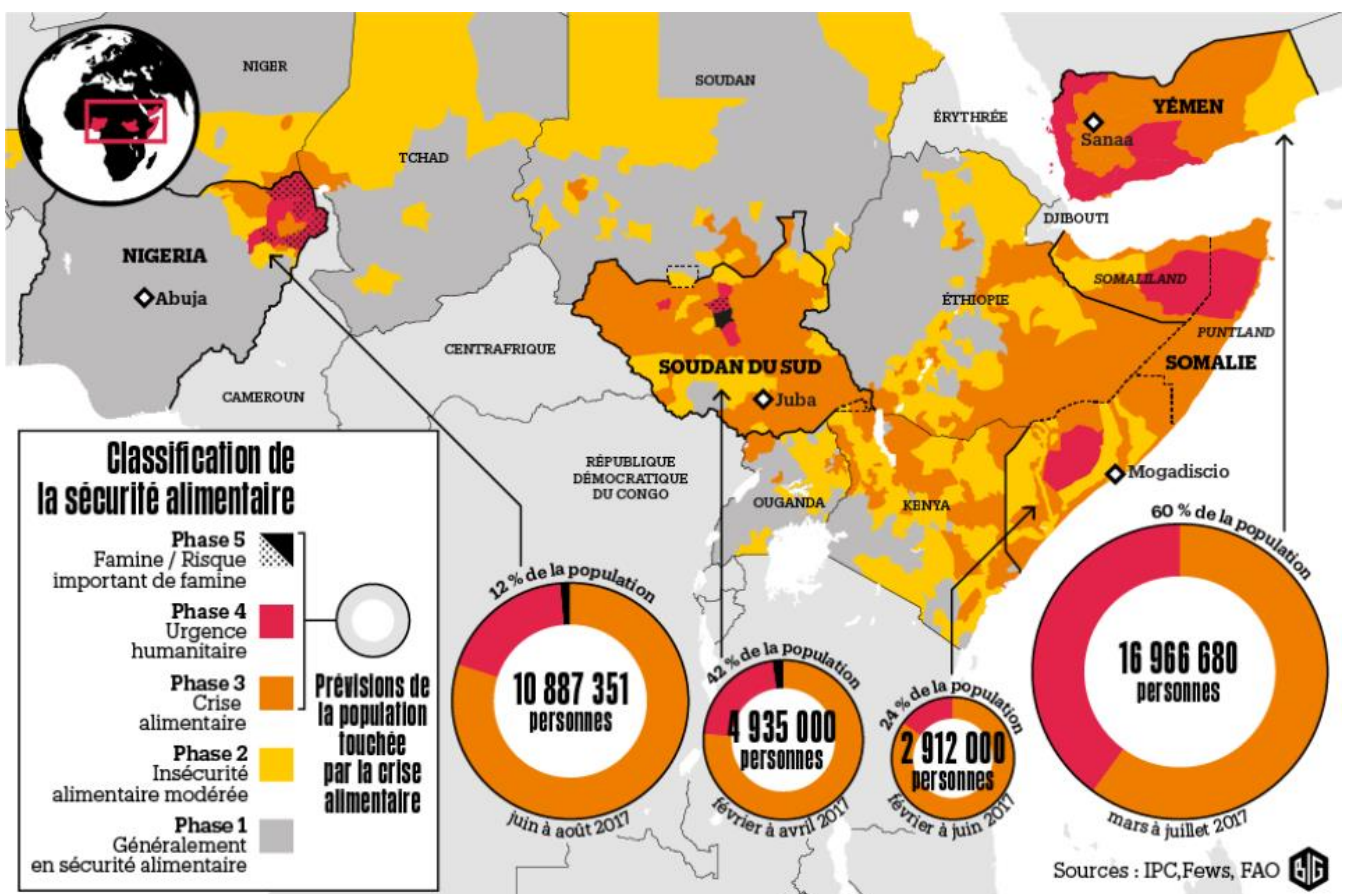 NIGER
SOUDAN
ÉRYTHRÉE
YÉMEN
Sanaa
TCHAD
DJIBOUTI
NIGERIA
Abuja
SOMALILAND
ÉTHIOPIE
PUNTLAND
CENTRAFRIQUE
SOUDAN DU SUD
SOMALIE
CAMEROUN
Juba
RÉPUBLIQUE
DÉMOCRATIQUE
DU CONGO
OUGANDA
KENYA
Mogadiscio
Classification de
la sécurité alimentaire
Phase 5
Famine / Risque
important de famine
Phase 4
Urgence
humanitaire
Phase 3
Crise
alimentaire
Phase 2
Insécurité
alimentaire modérée
Phase 1
Généralement
en sécurité alimentaire
Prévisions de
la population
touchée
par la crise
alimentaire
12 % de la population
10 887 351
personnes
juin à août 2017
42 % de la population
4 935 000
personnes
février à avril 2017
24 % de la population
2 912 000
personnes
février à juin 2017
60 % de la population
16 966 680
personnes
mars à juillet 2017
Sources : IPC,Fews, FAO
BIG